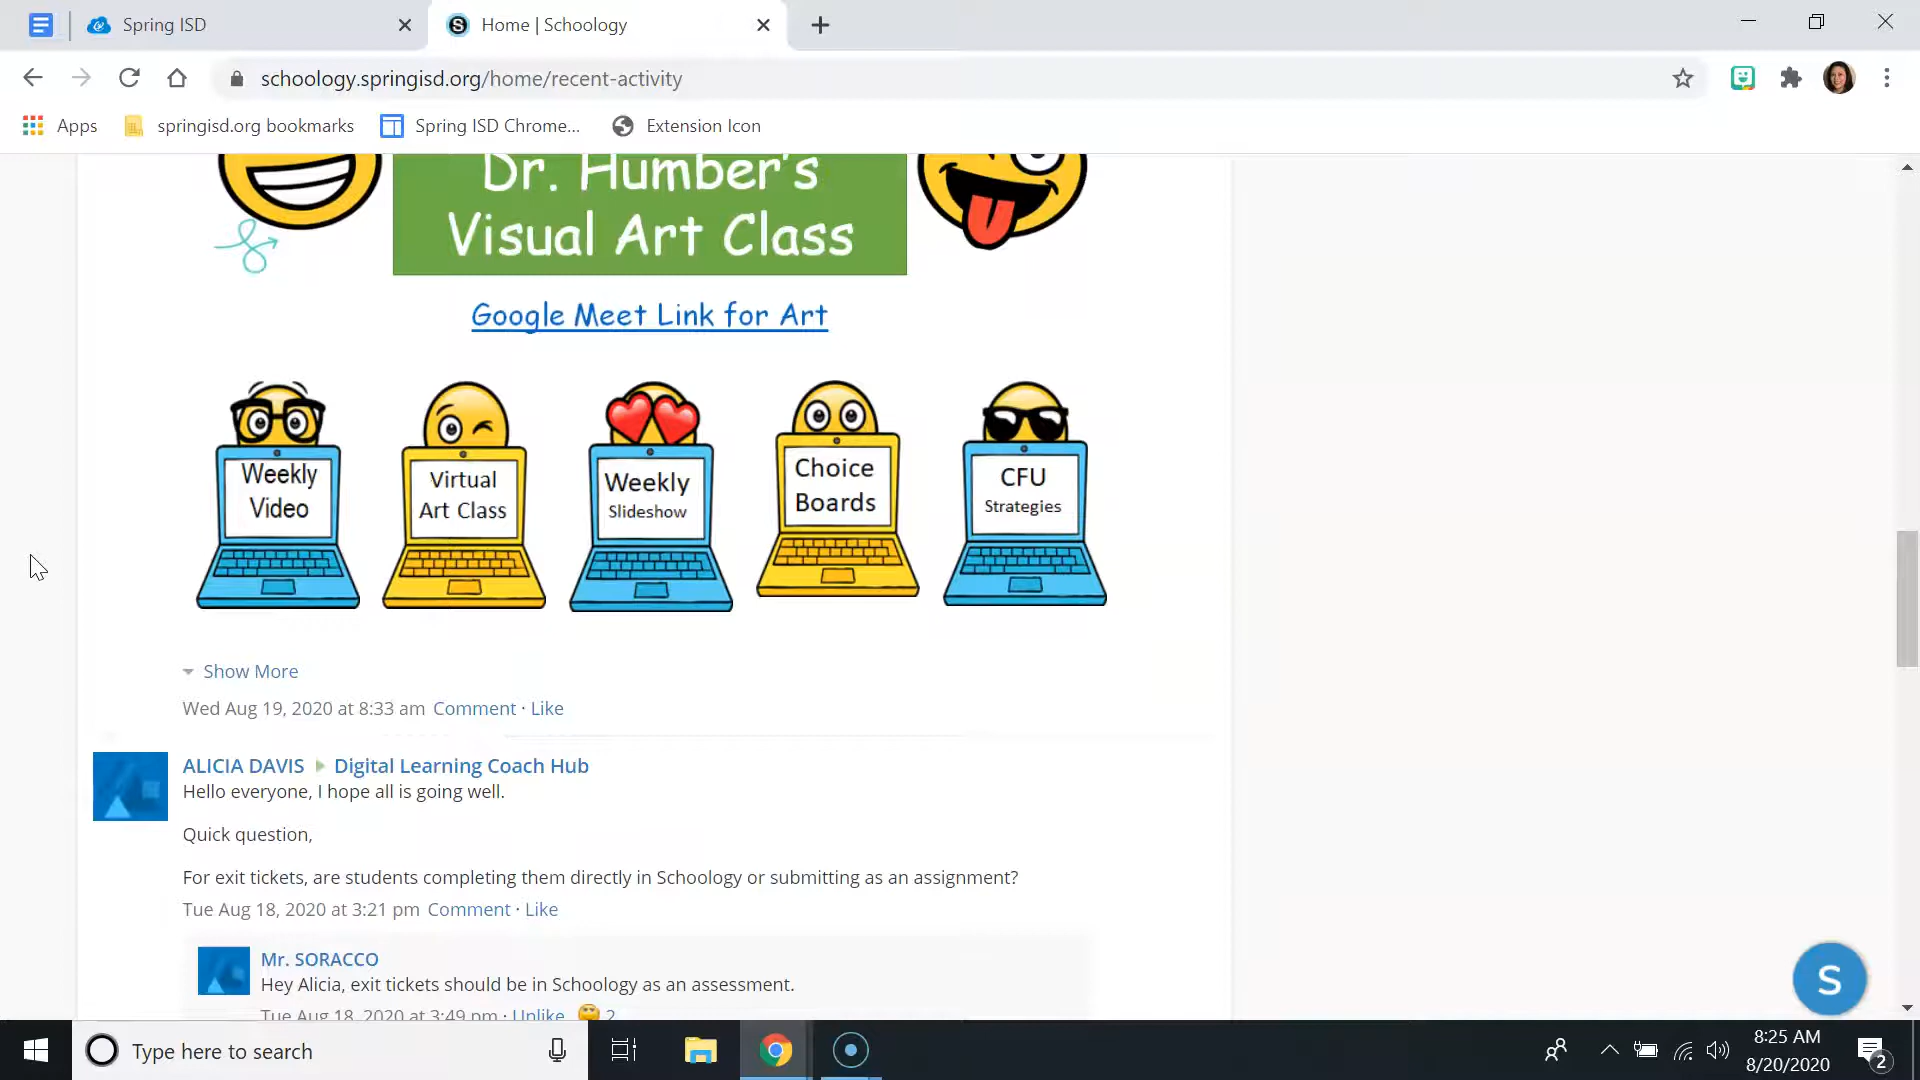 Spring ISD
Home | Schoology
schoology.springisd.org/home/recent-activity
Apps
springisd.org bookmarks
Spring ISD Chrome...
Extension Icon
Dr. Humber's
Visual Art Class
Google Meet Link for Art
Weekly
Video
Virtual
Art Class
Weekly
Slideshow
Choice
Boards
CFU
Strategies
Show More
Wed Aug 19, 2020 at 8:33 am Comment · Like
ALICIA DAVIS Digital Learning Coach Hub
Hello everyone, I hope all is going well.
Quick question,
For exit tickets, are students completing them directly in Schoology or submitting as an assignment?
Tue Aug 18, 2020 at 3:21 pm Comment · Like
Mr. SORACCO
Hey Alicia, exit tickets should be in Schoology as an assessment.
Tue Aug 18, 2020 at 3:49 pm · Unlike 2
S
Type here to search
8:25 AM
8/20/2020
2